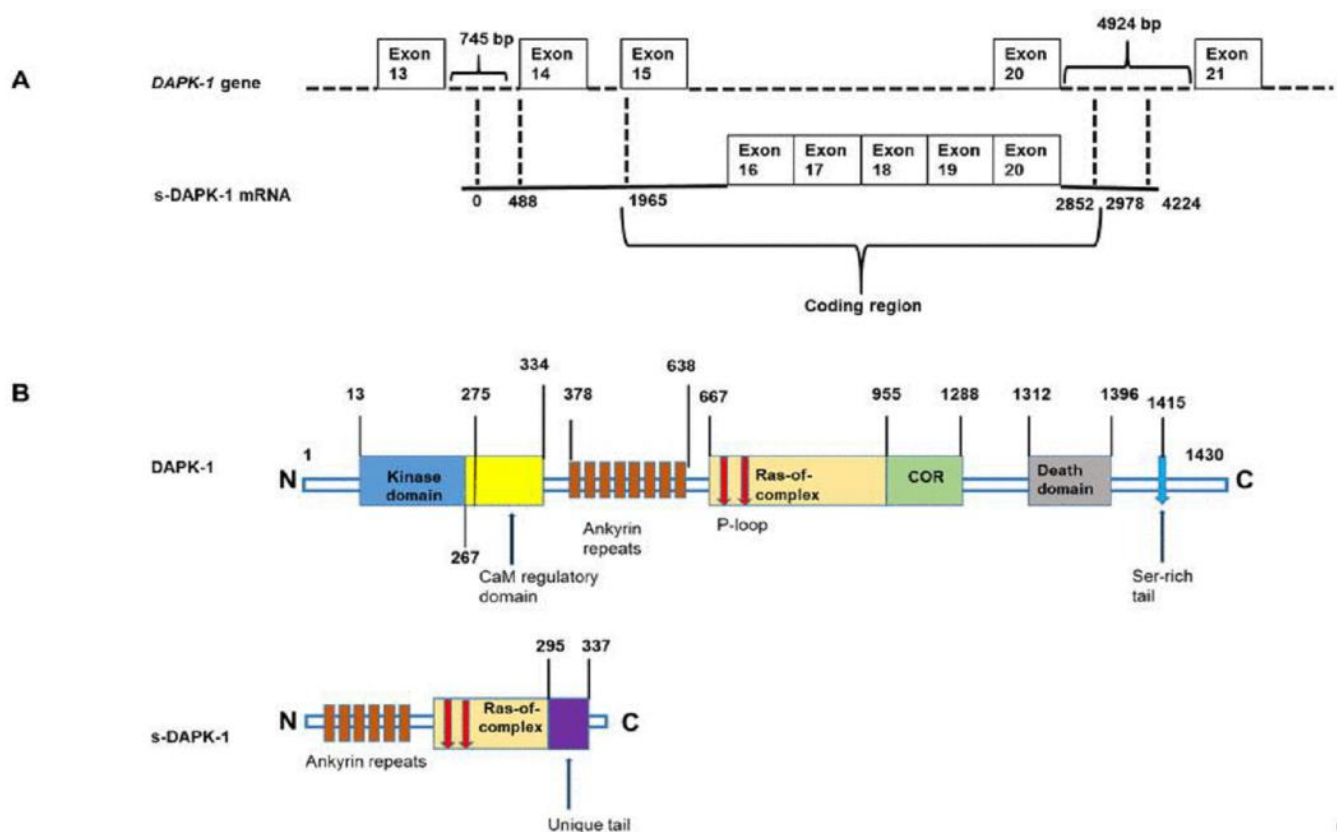 745 bp
4924 bp
A
DAPK-1 gene
Exon
13
Exon
14
Exon
15
Exon
20
Exon
21
s-DAPK-1 mRNA
Exon
16
Exon
17
Exon
18
Exon
19
Exon
20
0
488
1965
2852
2978
4224
Coding region
B
334
638
13
275
378
667
955
1288
1312
1396
1415
1
1430
DAPK-1
N
Kinase
domain
Ras-of-
complex
COR
Death
domain
C
267
CaM regulatory
domain
Ankyrin
repeats
P-loop
Ser-rich
tail
295
337
s-DAPK-1
N
Ras-of-
complex
C
Ankyrin repeats
Unique tail